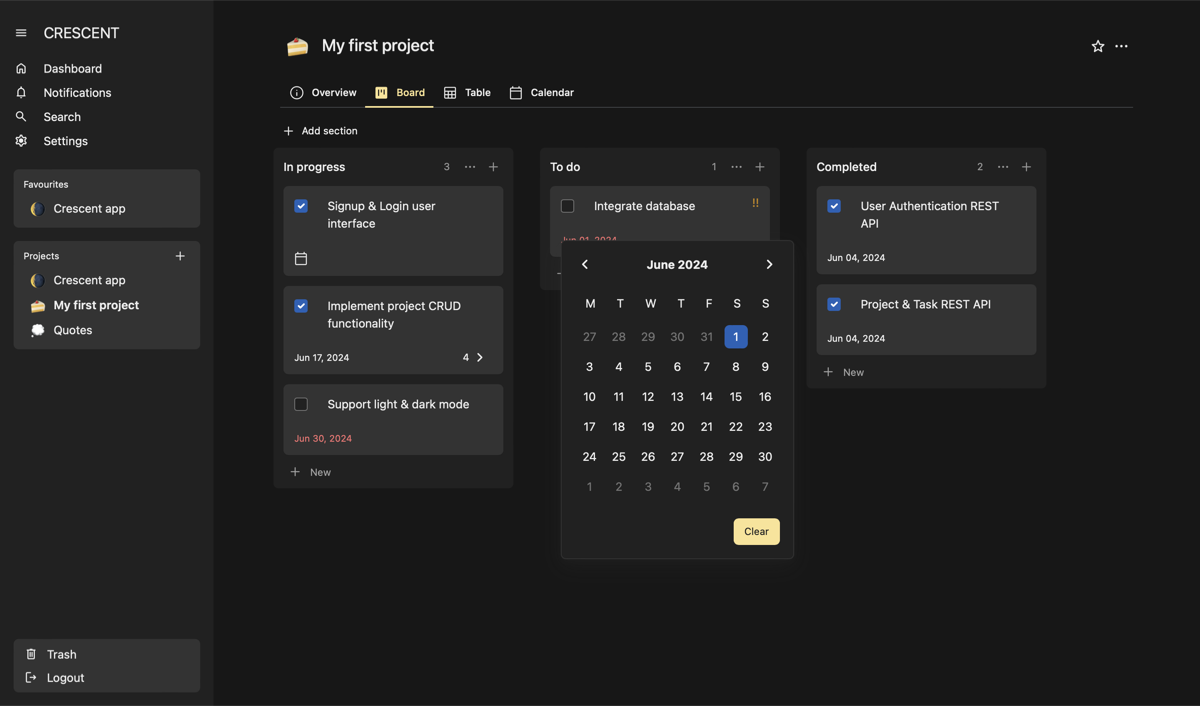 CRESCENT
Dashboard
Notifications
Search
Settings
Favourites
Crescent app
Projects
Crescent app
My first project
Quotes
Trash
Logout
My first project
Overview Board Table Calendar
Add section
In progress 3
Signup & Login user
interface
Implement project CRUD
functionality
Jun 17, 2024 4
Support light & dark mode
Jun 30, 2024
New
To do 1
Integrate database !!
Jun 01, 2024
June 2024
M T W T F S S
27 28 29 30 31 1 2
3 4 5 6 7 8 9
10 11 12 13 14 15 16
17 18 19 20 21 22 23
24 25 26 27 28 29 30
1 2 3 4 5 6 7
Clear
Completed 2
User Authentication REST
API
Jun 04, 2024
Project & Task REST API
Jun 04, 2024
New